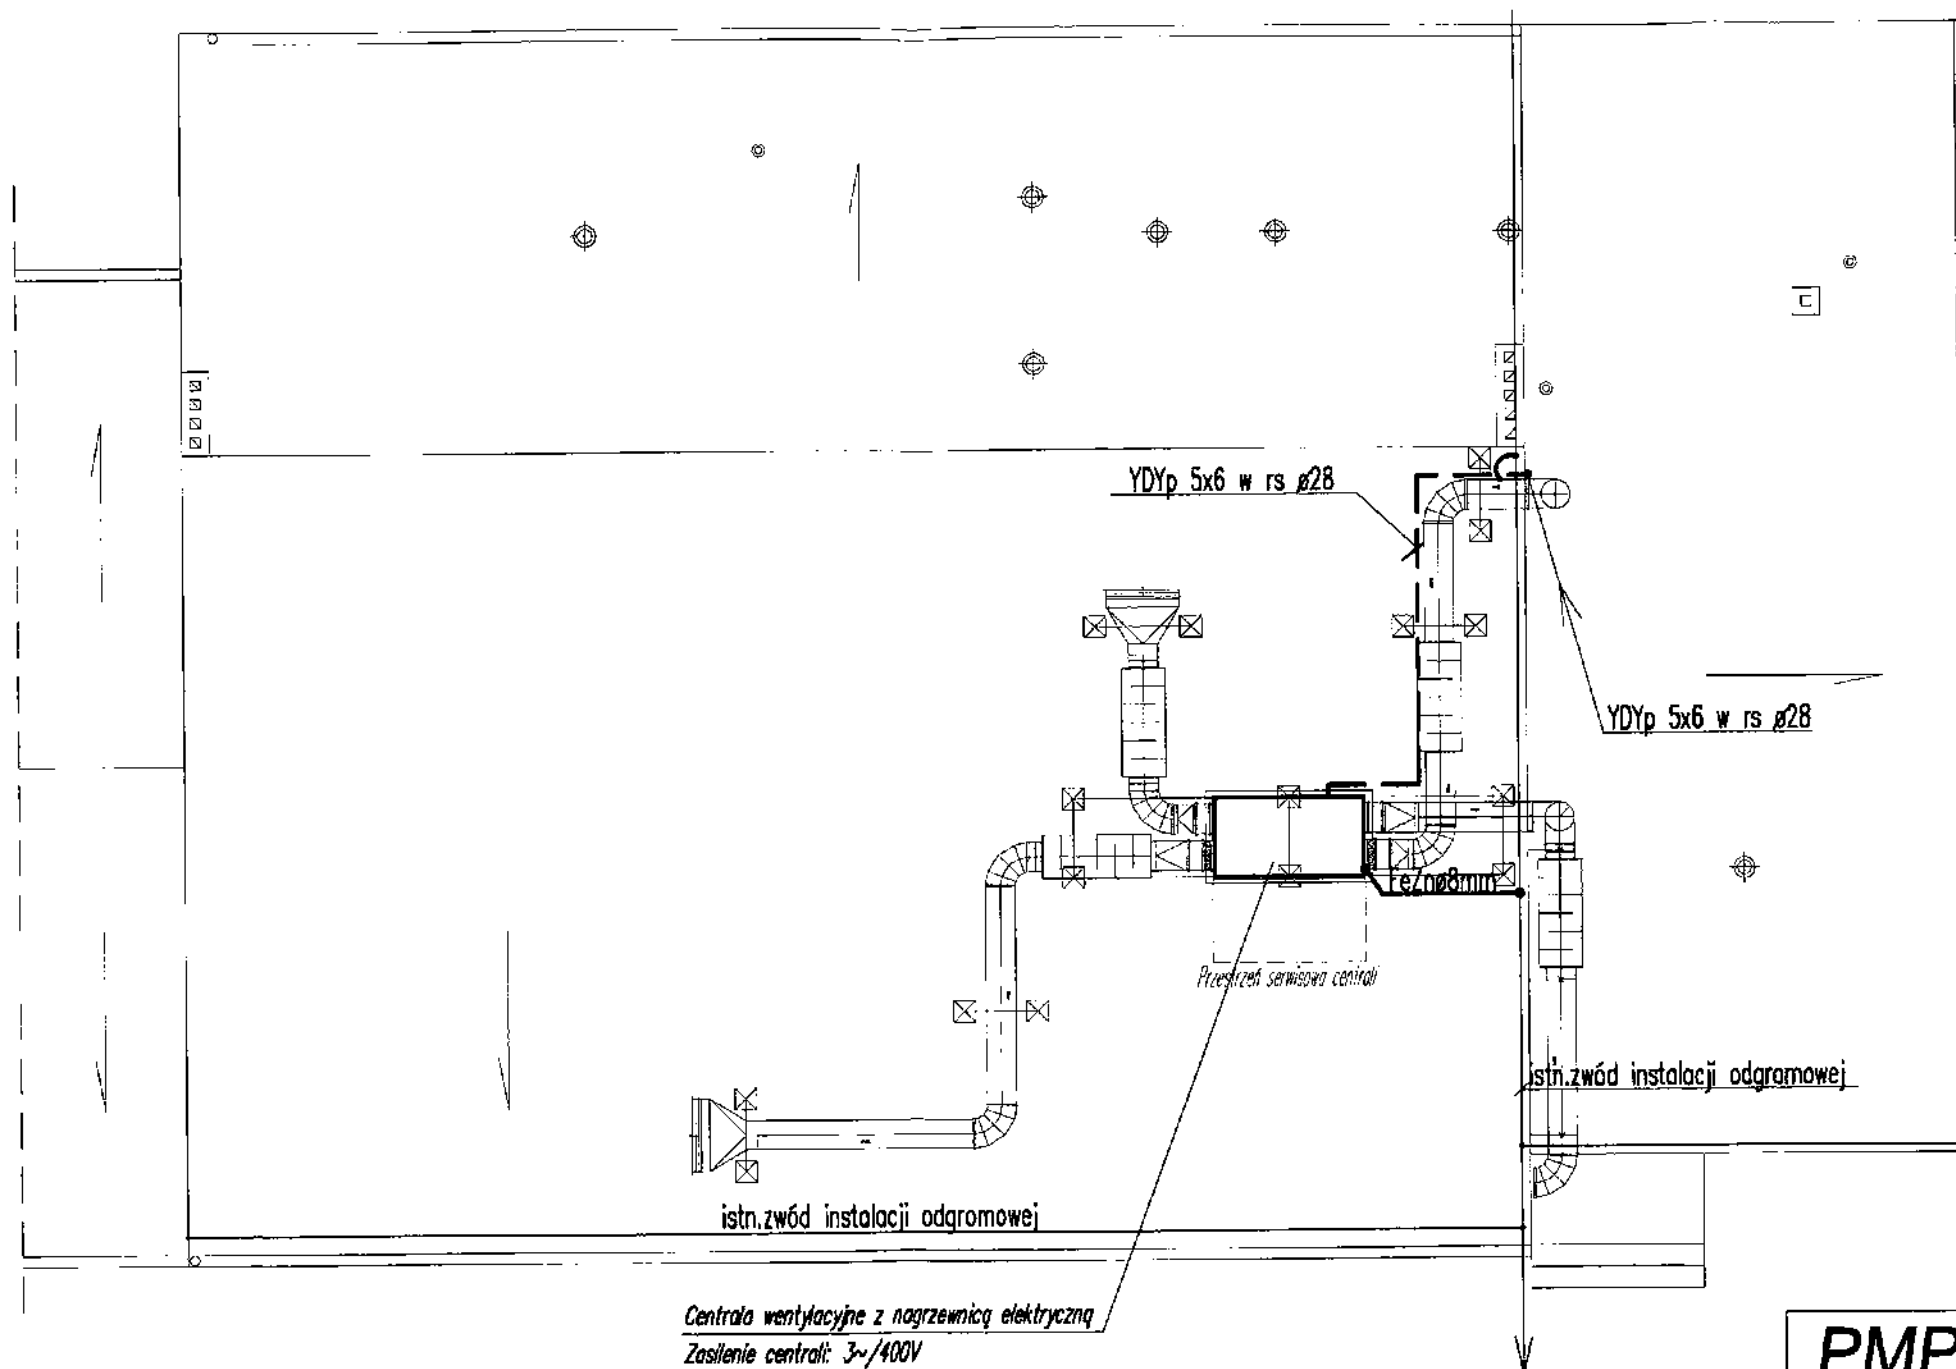 YDYp 5x6 w rs ø28
YDYp 5x6 w rs ø28
FeZnø8mm
Przestrzeń serwisowa centrali
istn.zwód instalacji odgromowej
istn.zwód instalacji odgromowej
Centrala wentylacyjne z nagrzewnicą elektryczną
Zasilenie centrali: 3~/400V
PMP